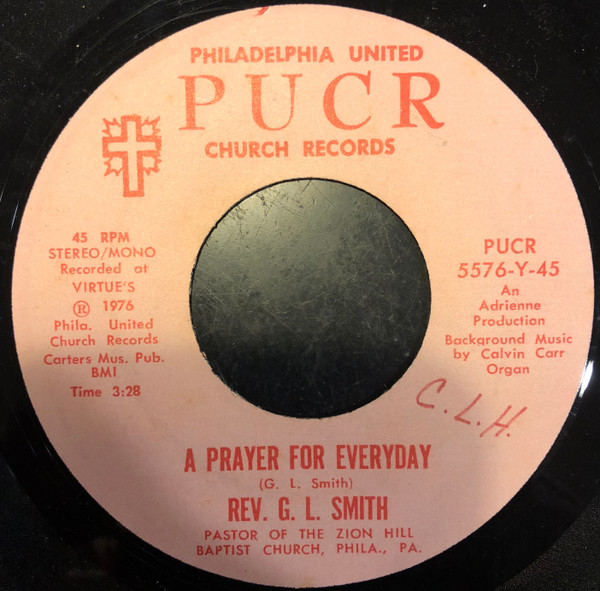 PHILADELPHIA UNITED
PUCR
CHURCH RECORDS
45 RPM
STEREO/MONO
Recorded at
VIRTUE'S
Ⓡ 1976
Phila. United
Church Records
Carters Mus. Pub.
BMI
Time 3:28
PUCR
5576-Y-45
An
Adrienne
Production
Background Music
by Calvin Carr
Organ
C.L.H.
A PRAYER FOR EVERYDAY
(G. L. Smith)
REV. G. L. SMITH
PASTOR OF THE ZION HILL
BAPTIST CHURCH, PHILA., PA.